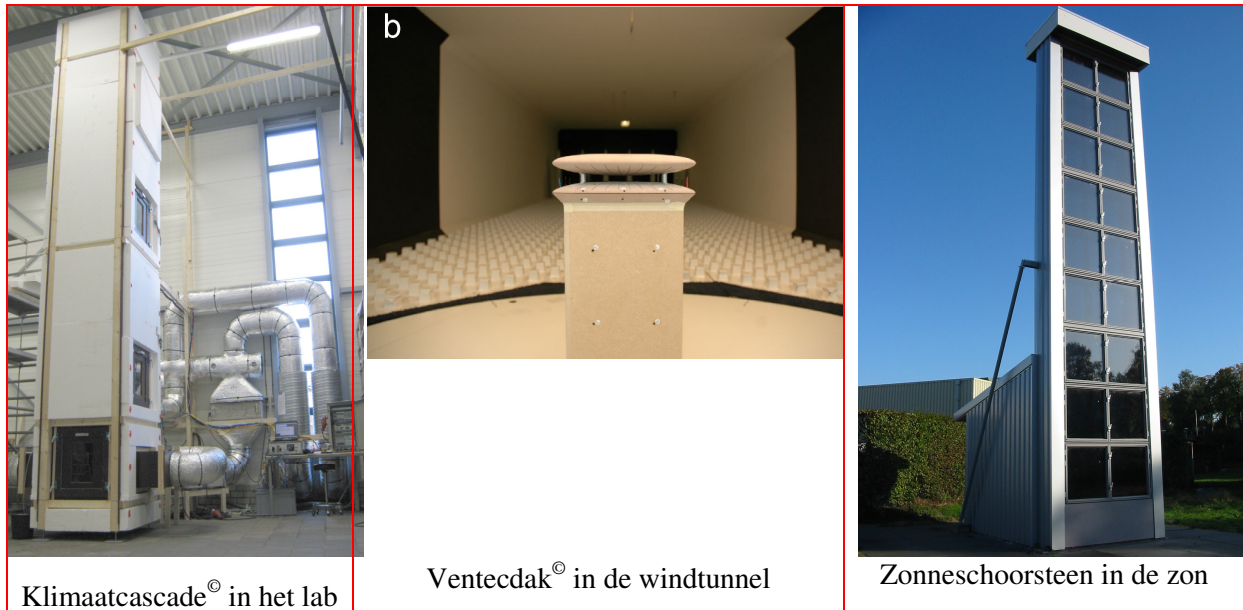 b
Klimaatcascade© in het lab
Ventecdak© in de windtunnel
Zonneschoorsteen in de zon